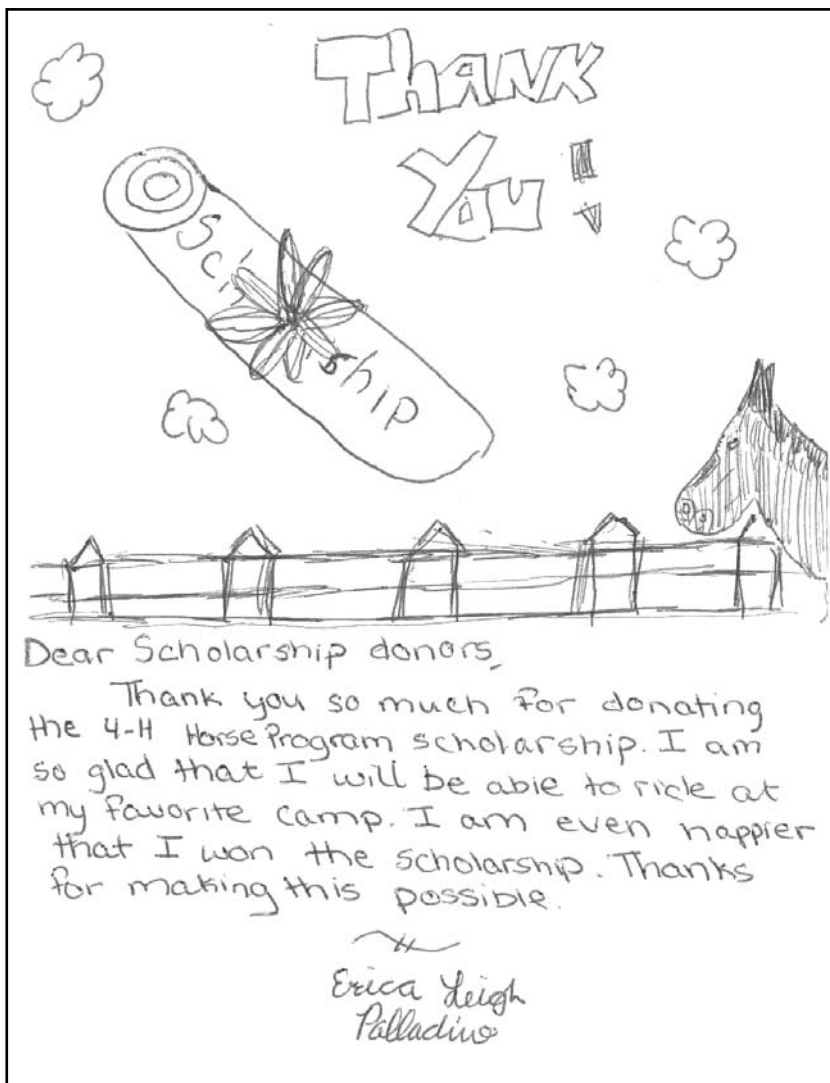 THANK
YOU!
Sch ship
Dear Scholarship donors,
Thank you so much for donating
the 4-H Horse Program scholarship. I am
so glad that I will be able to ride at
my favorite camp. I am even happier
that I won the scholarship. Thanks
for making this possible.
Erica Leigh
Palladino